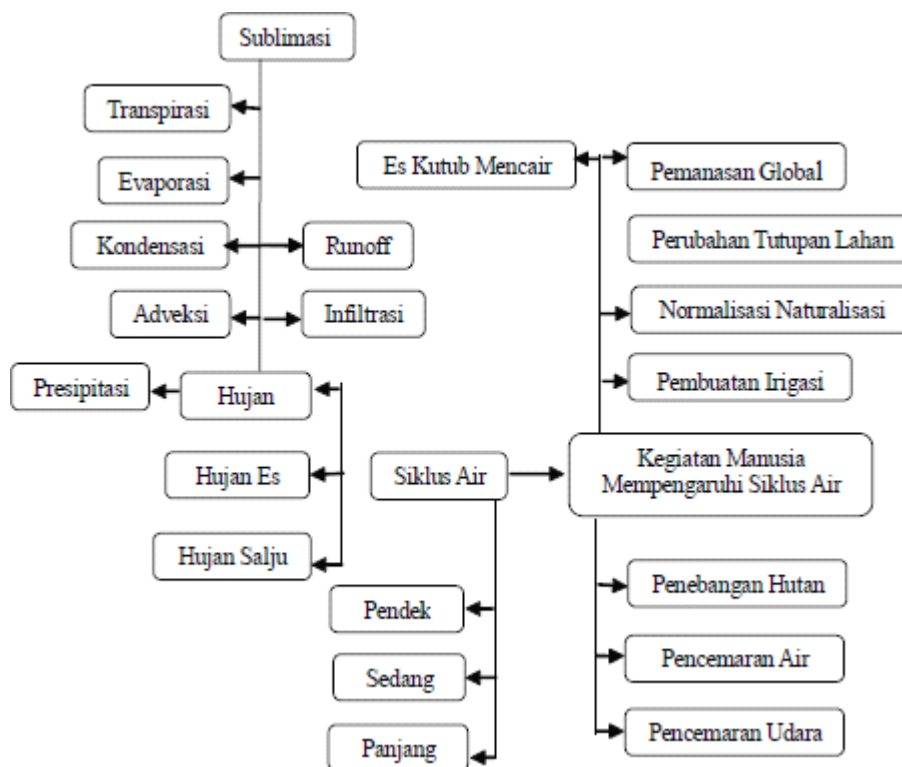 Sublimasi
Transpirasi
Evaporasi
Kondensasi
Runoff
Adveksi
Infiltrasi
Presipitasi
Hujan
Hujan Es
Hujan Salju
Siklus Air
Pendek
Sedang
Panjang
Es Kutub Mencair
Pemanasan Global
Perubahan Tutupan Lahan
Normalisasi Naturalisasi
Pembuatan Irigasi
Kegiatan Manusia
Mempengaruhi Siklus Air
Penebangan Hutan
Pencemaran Air
Pencemaran Udara